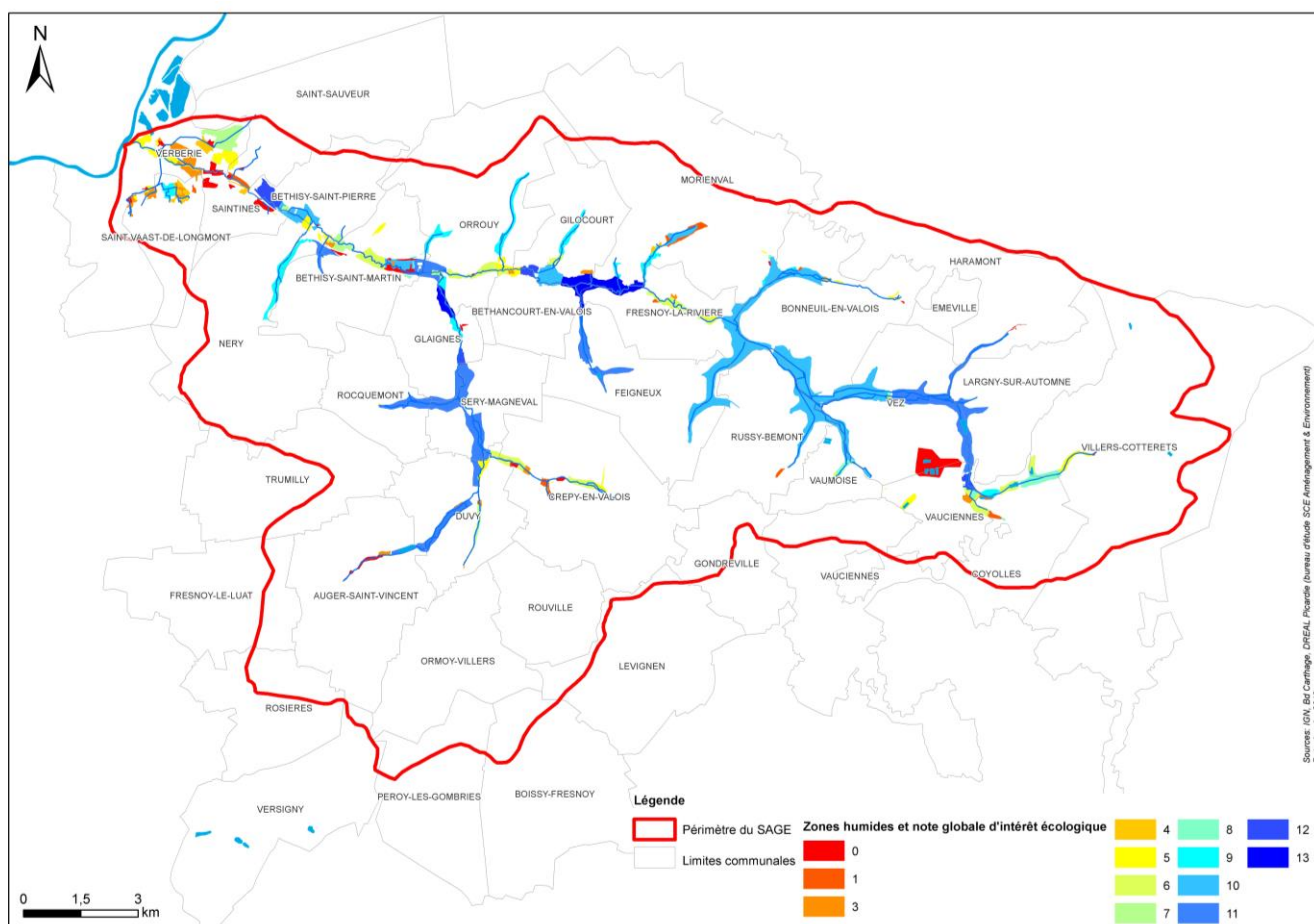 N
SAINT-SAUVEUR
VERBERIE
MORIENVAL
BETHISY-SAINT-PIERRE
SAINTINES
ORROUY
GILOCOURT
SAINT-VAAST-DE-LONGMONT
HARAMONT
BETHISY-SAINT-MARTIN
BONNEUIL-EN-VALOIS
EMEVILLE
BETHANCOURT-EN-VALOIS
FRESNOY-LA-RIVIERE
GLAIGNES
NERY
LARGNY-SUR-AUTOMNE
ROCQUEMONT
FEIGNEUX
SERY-MAGNEVAL
VEZ
RUSSY-BEMONT
VILLERS-COTTERETS
TRUMILLY
VAUMOISE
CREPY-EN-VALOIS
DUVY
VAUCIENNES
GONDREVILLE
VAUCIENNES
COYOLLES
FRESNOY-LE-LUAT
AUGER-SAINT-VINCENT
ROUVILLE
ORMOY-VILLERS
LEVIGNEN
ROSIERES
VERSIGNY
PEROY-LES-GOMBRIES
BOISSY-FRESNOY
Sources: IGN, Bd Carthage, DREAL Picardie (bureau d'étude SCE Aménagement & Environnement)
Légende
Périmètre du SAGE
Limites communales
Zones humides et note globale d'intérêt écologique
0
1
3
4
5
6
7
8
9
10
11
12
13
0 1,5 3
km